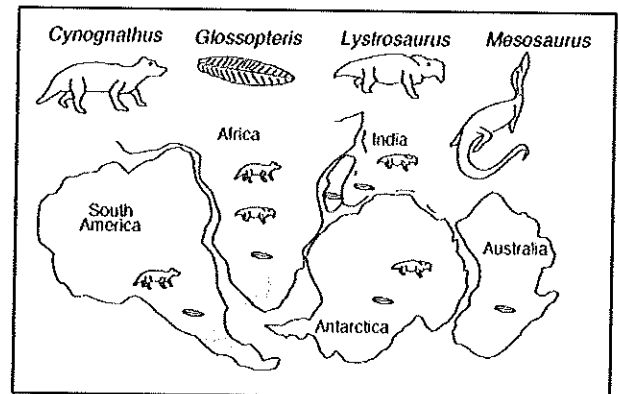 Cynognathus Glossopteris Lystrosaurus Mesosaurus
Africa
India
South
America
Australia
Antarctica